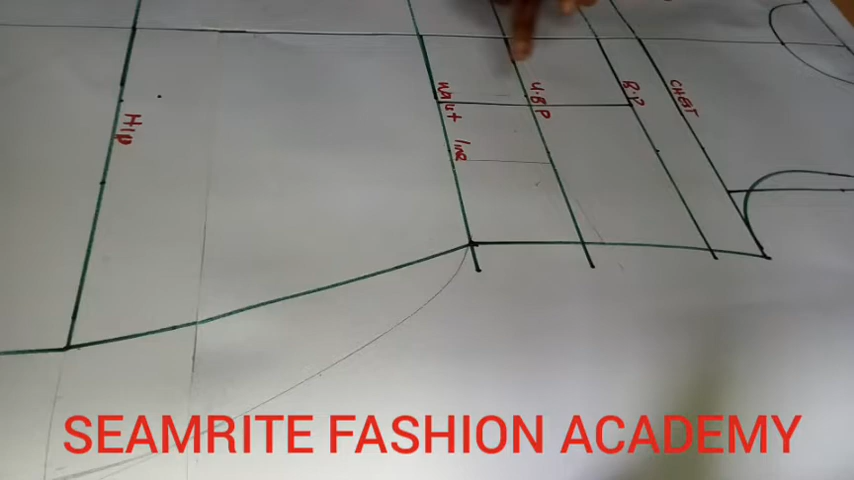 Hip
Waist line
U.B.P
B.P
CHEST
SEAMRITE FASHION ACADEMY